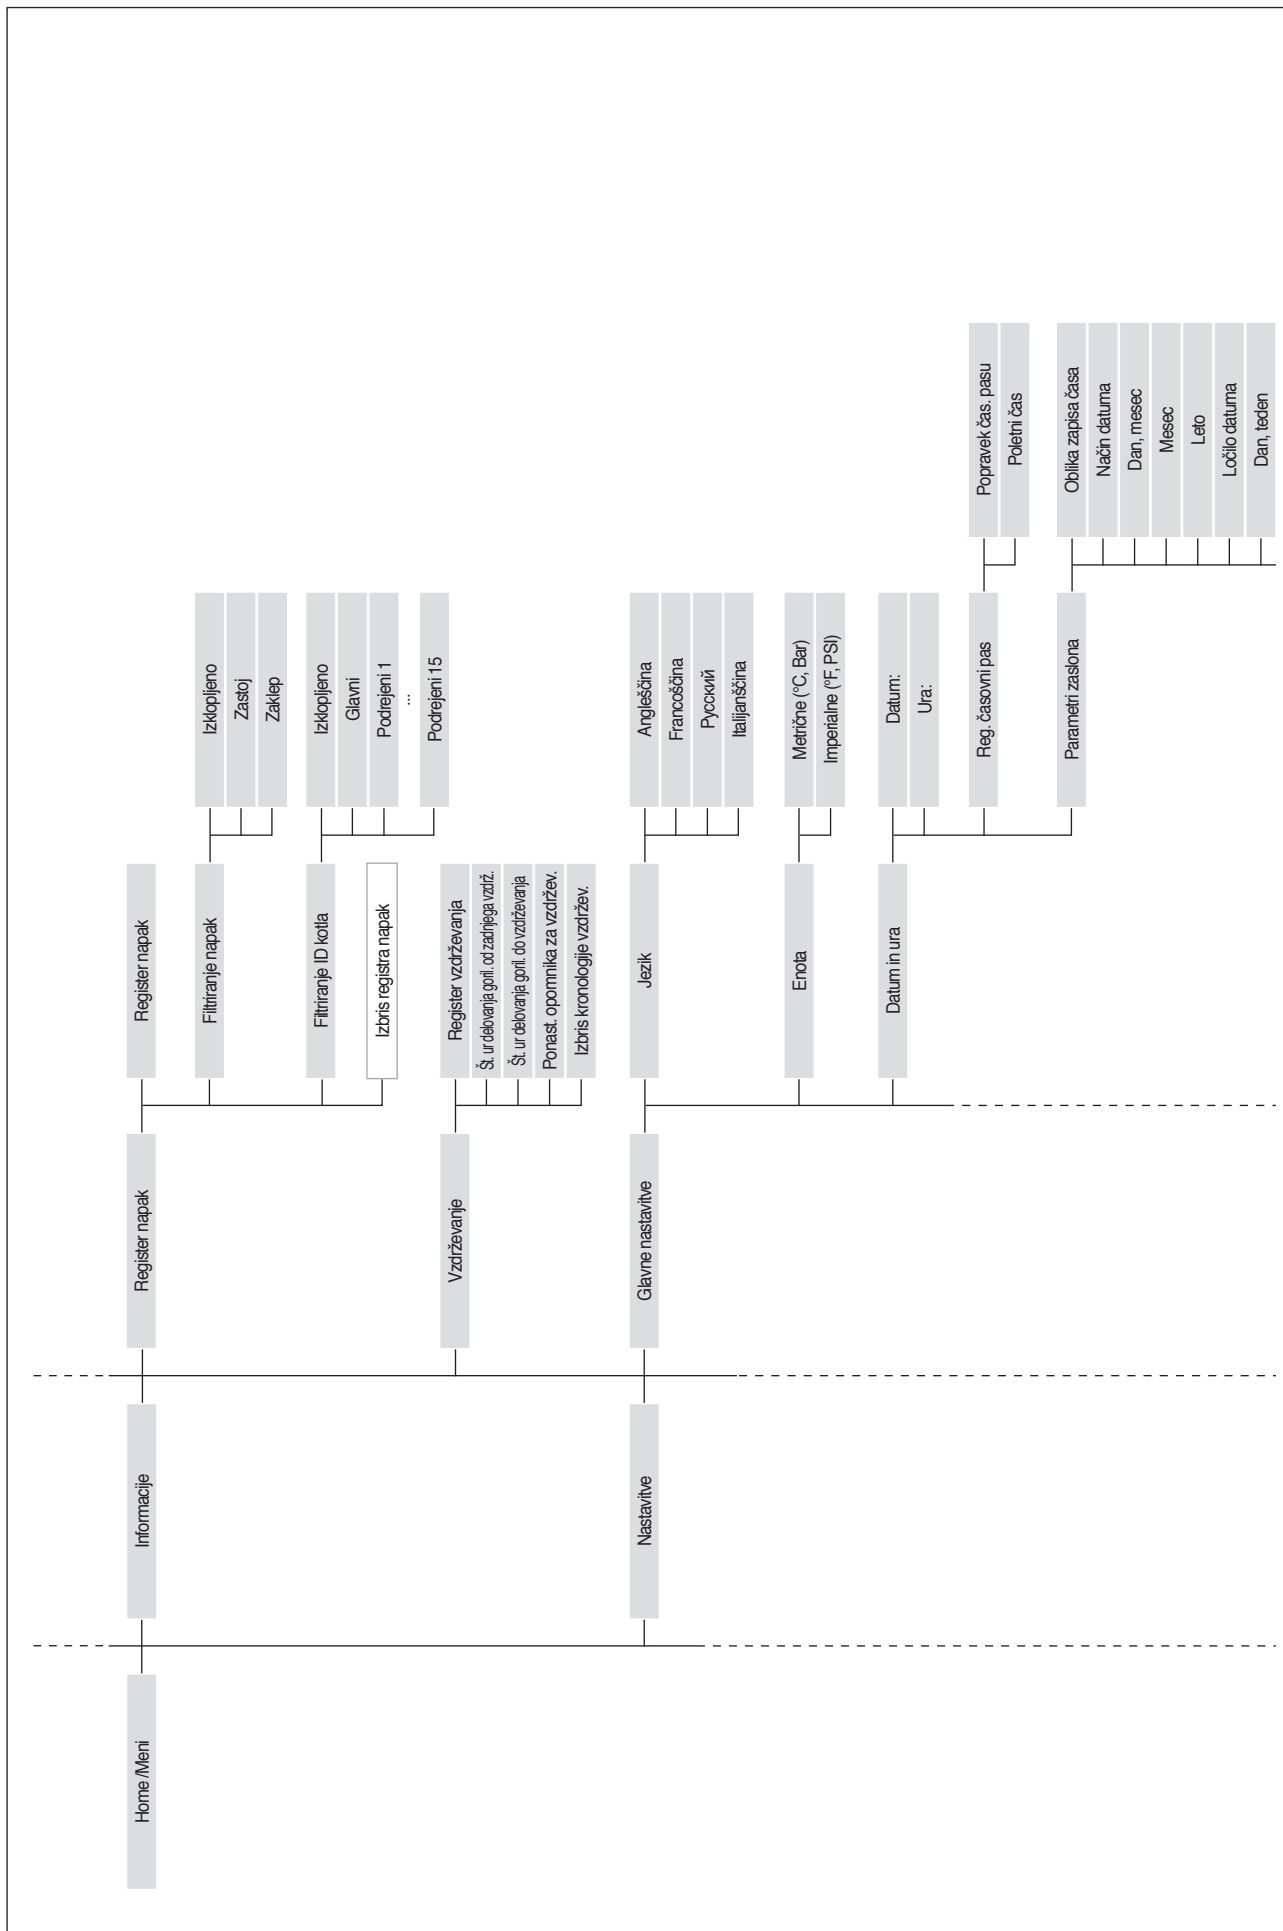 Home /Meni
Informacije
Register napak
Register napak
Filtriranje napak
Izklopljeno
Zastoj
Zaklep
Filtriranje ID kotla
Izklopljeno
Glavni
Podrejeni 1
...
Podrejeni 15
Izbris registra napak
Vzdrževanje
Register vzdrževanja
Št. ur delovanja goril. od zadnjega vzdrž.
Št. ur delovanja goril. do vzdrževanja
Ponast. opomnika za vzdržev.
Izbris kronologije vzdržev.
Nastavitve
Glavne nastavitve
Jezik
Angleščina
Francoščina
Русский
Italijanščina
Enota
Metrične (°C, Bar)
Imperialne (°F, PSI)
Datum in ura
Datum:
Ura:
Reg. časovni pas
Popravek čas. pasu
Poletni čas
Parametri zaslona
Oblika zapisa časa
Način datuma
Dan, mesec
Mesec
Leto
Ločilo datuma
Dan, teden